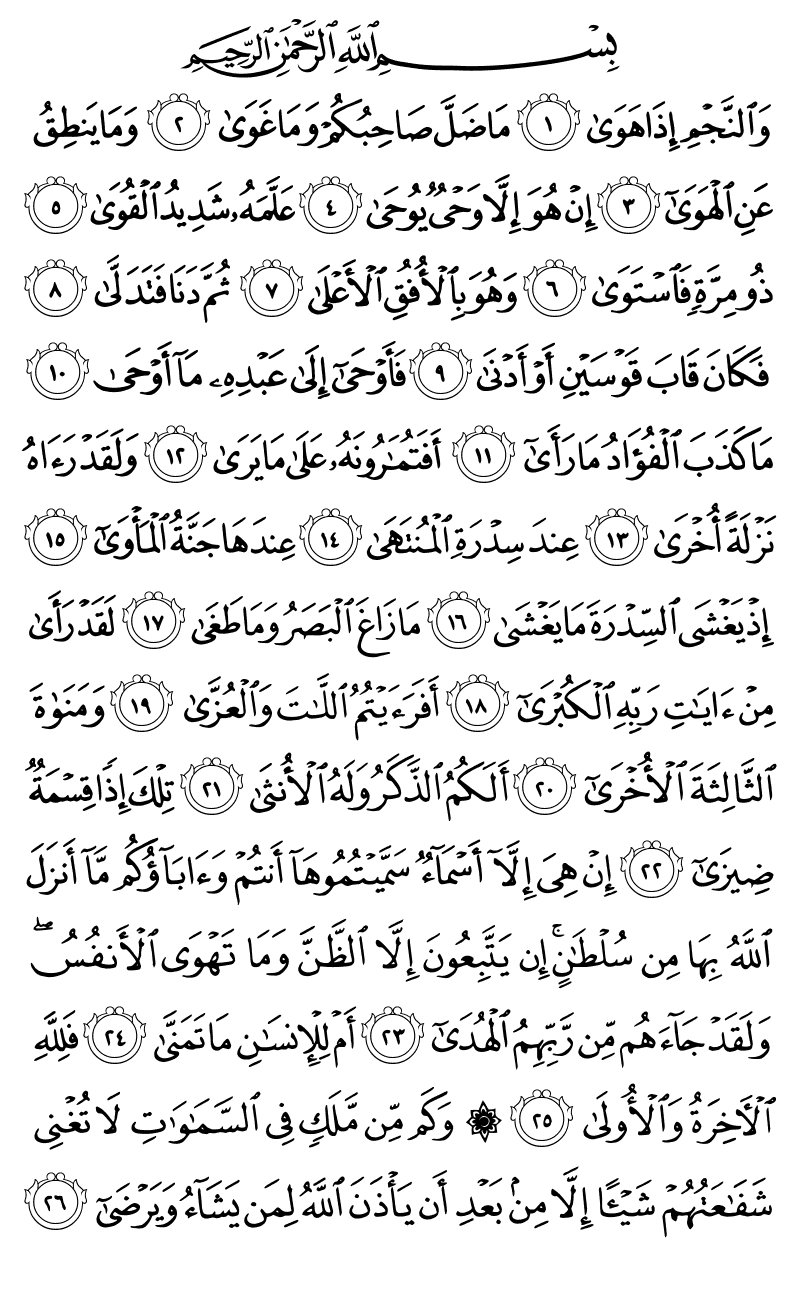 بِسْمِ ٱللَّهِ ٱلرَّحْمَٰنِ ٱلرَّحِيمِ
وَٱلنَّجْمِ إِذَا هَوَىٰ ١ مَا ضَلَّ صَاحِبُكُمْ وَمَا غَوَىٰ ٢ وَمَا يَنطِقُ
عَنِ ٱلْهَوَىٰٓ ٣ إِنْ هُوَ إِلَّا وَحْىٌ يُوحَىٰ ٤ عَلَّمَهُۥ شَدِيدُ ٱلْقُوَىٰ ٥
ذُو مِرَّةٍ فَٱسْتَوَىٰ ٦ وَهُوَ بِٱلْأُفُقِ ٱلْأَعْلَىٰ ٧ ثُمَّ دَنَا فَتَدَلَّىٰ ٨
فَكَانَ قَابَ قَوْسَيْنِ أَوْ أَدْنَىٰ ٩ فَأَوْحَىٰٓ إِلَىٰ عَبْدِهِۦ مَآ أَوْحَىٰ ١٠
مَا كَذَبَ ٱلْفُؤَادُ مَا رَأَىٰٓ ١١ أَفَتُمَٰرُونَهُۥ عَلَىٰ مَا يَرَىٰ ١٢ وَلَقَدْ رَءَاهُ
نَزْلَةً أُخْرَىٰ ١٣ عِندَ سِدْرَةِ ٱلْمُنتَهَىٰ ١٤ عِندَهَا جَنَّةُ ٱلْمَأْوَىٰٓ ١٥
إِذْ يَغْشَى ٱلسِّدْرَةَ مَا يَغْشَىٰ ١٦ مَا زَاغَ ٱلْبَصَرُ وَمَا طَغَىٰ ١٧ لَقَدْ رَأَىٰ
مِنْ ءَايَٰتِ رَبِّهِ ٱلْكُبْرَىٰٓ ١٨ أَفَرَءَيْتُمُ ٱللَّٰتَ وَٱلْعُزَّىٰ ١٩ وَمَنَوٰةَ
ٱلثَّالِثَةَ ٱلْأُخْرَىٰٓ ٢٠ أَلَكُمُ ٱلذَّكَرُ وَلَهُ ٱلْأُنثَىٰ ٢١ تِلْكَ إِذًا قِسْمَةٌ
ضِيزَىٰٓ ٢٢ إِنْ هِىَ إِلَّآ أَسْمَآءٌ سَمَّيْتُمُوهَآ أَنتُمْ وَءَابَآؤُكُم مَّآ أَنزَلَ
ٱللَّهُ بِهَا مِن سُلْطَٰنٍ ۚ إِن يَتَّبِعُونَ إِلَّا ٱلظَّنَّ وَمَا تَهْوَى ٱلْأَنفُسُ ۖ
وَلَقَدْ جَآءَهُم مِّن رَّبِّهِمُ ٱلْهُدَىٰٓ ٢٣ أَمْ لِلْإِنسَٰنِ مَا تَمَنَّىٰ ٢٤ فَلِلَّهِ
ٱلْءَاخِرَةُ وَٱلْأُولَىٰ ٢٥ ۞ وَكَم مِّن مَّلَكٍ فِى ٱلسَّمَٰوَٰتِ لَا تُغْنِى
شَفَٰعَتُهُمْ شَيْـًٔا إِلَّا مِنۢ بَعْدِ أَن يَأْذَنَ ٱللَّهُ لِمَن يَشَآءُ وَيَرْضَىٰٓ ٢٦